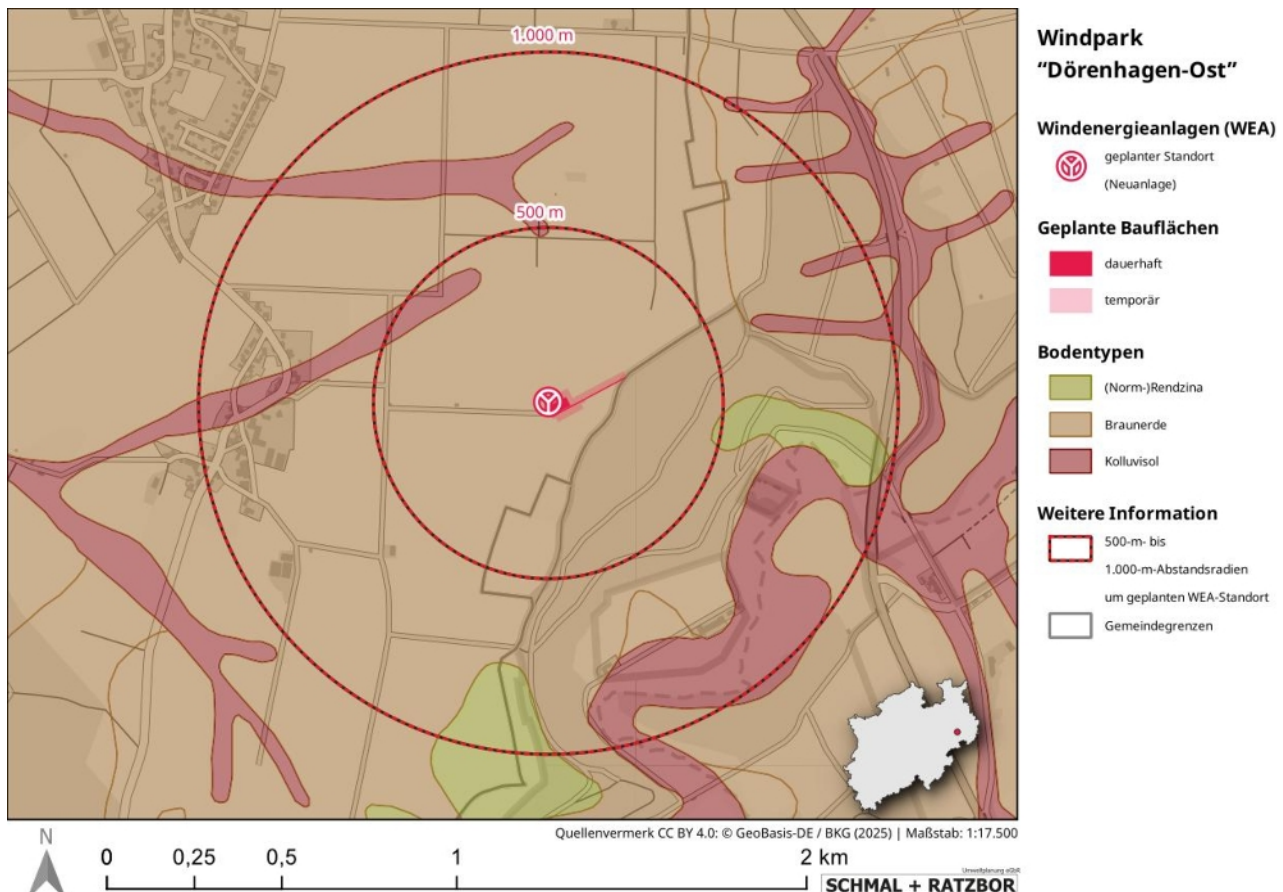 1.000 m
500 m
Windpark
“Dörenhagen-Ost”
Windenergieanlagen (WEA)
geplanter Standort
(Neuanlage)
Geplante Bauflächen
dauerhaft
temporär
Bodentypen
(Norm-)Rendzina
Braunerde
Kolluvisol
Weitere Information
500-m- bis
1.000-m-Abstandsradien
um geplanten WEA-Standort
Gemeindegrenzen
Quellenvermerk CC BY 4.0: © GeoBasis-DE / BKG (2025) | Maßstab: 1:17.500
N
0 0,25 0,5 1 2 km
Umweltplanung eGbR
SCHMAL + RATZBOR